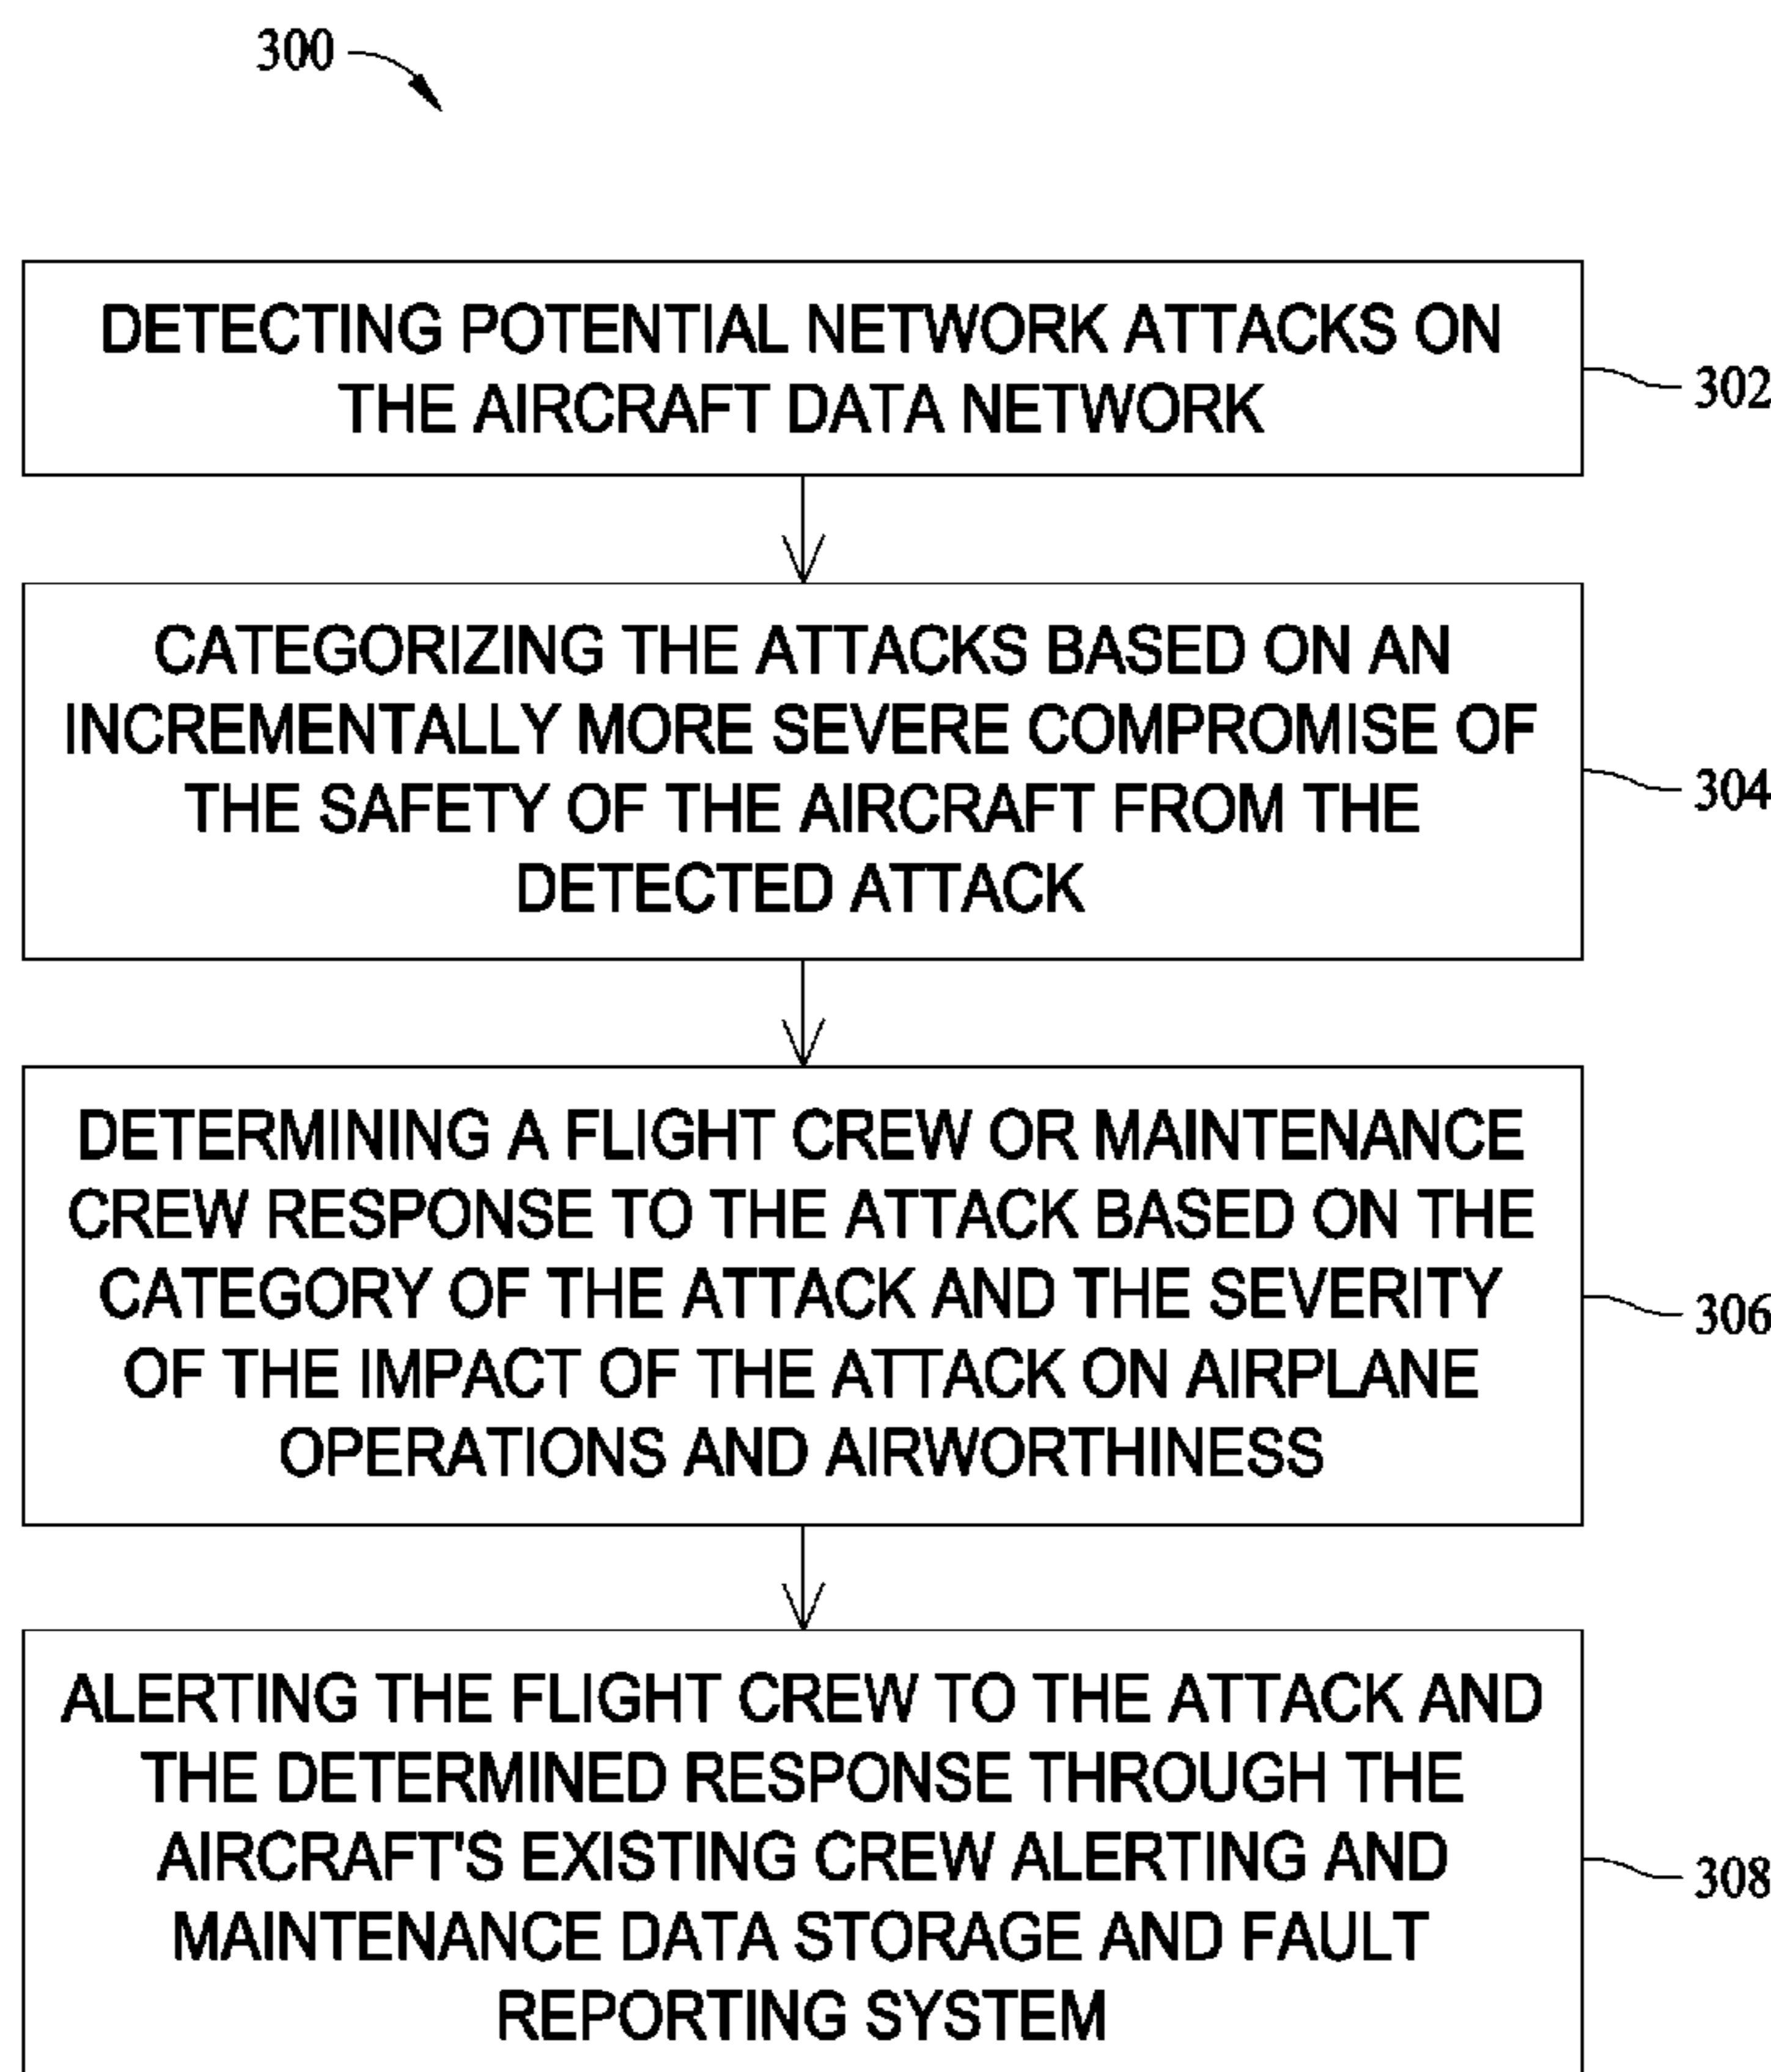 300
DETECTING POTENTIAL NETWORK ATTACKS ON
THE AIRCRAFT DATA NETWORK
302
CATEGORIZING THE ATTACKS BASED ON AN
INCREMENTALLY MORE SEVERE COMPROMISE OF
THE SAFETY OF THE AIRCRAFT FROM THE
DETECTED ATTACK
304
DETERMINING A FLIGHT CREW OR MAINTENANCE
CREW RESPONSE TO THE ATTACK BASED ON THE
CATEGORY OF THE ATTACK AND THE SEVERITY
OF THE IMPACT OF THE ATTACK ON AIRPLANE
OPERATIONS AND AIRWORTHINESS
306
ALERTING THE FLIGHT CREW TO THE ATTACK AND
THE DETERMINED RESPONSE THROUGH THE
AIRCRAFT'S EXISTING CREW ALERTING AND
MAINTENANCE DATA STORAGE AND FAULT
REPORTING SYSTEM
308